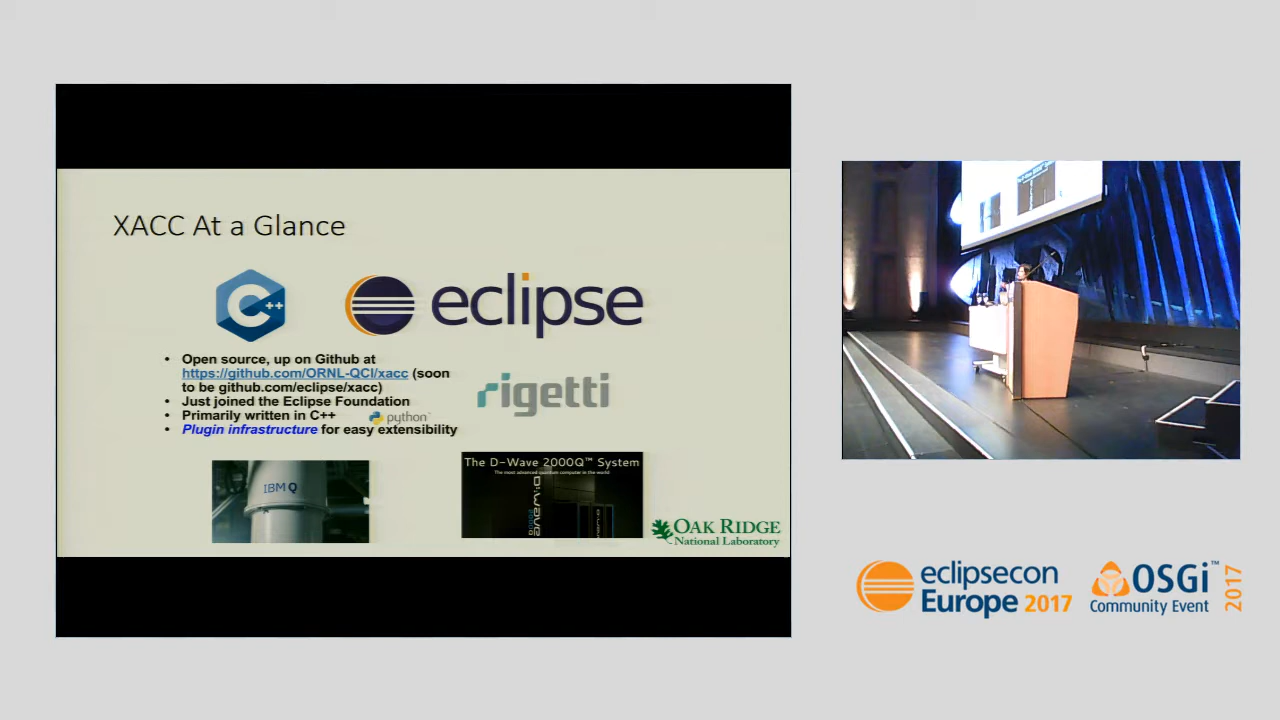 XACC At a Glance
C++
eclipse
• Open source, up on Github at
https://github.com/ORNL-QCI/xacc (soon
to be github.com/eclipse/xacc)
• Just joined the Eclipse Foundation
• Primarily written in C++
python
• Plugin infrastructure for easy extensibility
rigetti
IBM Q
The D-Wave 2000Q™ System
The most advanced quantum computer in the world
OAK RIDGE
National Laboratory
eclipsecon
Europe 2017
OSGi™
Community Event
2017